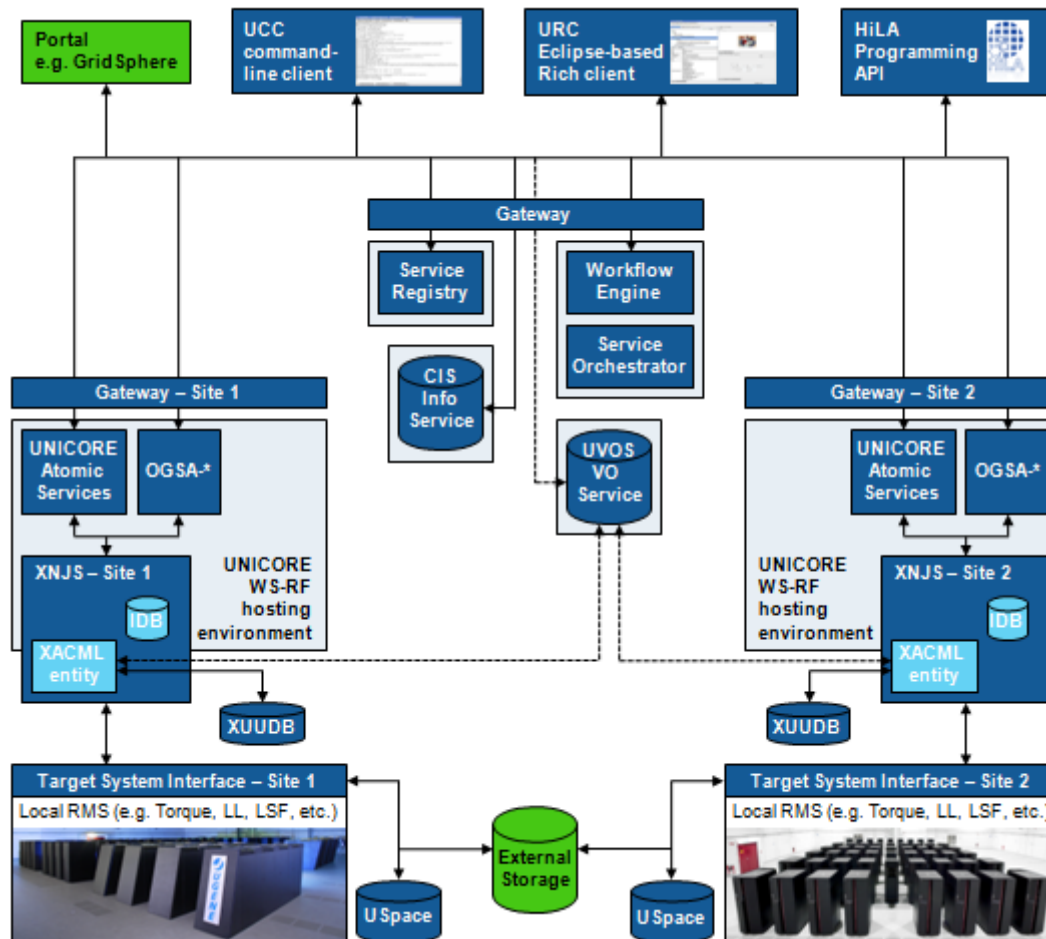 Portal
e.g. GridSphere
UCC
command-
line client
URC
Eclipse-based
Rich client
HiLA
Programming
API
Gateway
Service
Registry
Workflow
Engine
Service
Orchestrator
CIS
Info
Service
UVOS
VO
Service
Gateway – Site 1
UNICORE
Atomic
Services
OGSA-*
XNJS – Site 1
IDB
XACML
entity
UNICORE
WS-RF
hosting
environment
XUUDB
Gateway – Site 2
UNICORE
Atomic
Services
OGSA-*
UNICORE
WS-RF
hosting
environment
XNJS – Site 2
IDB
XACML
entity
XUUDB
Target System Interface – Site 1
Local RMS (e.g. Torque, LL, LSF, etc.)
JUGENE
USpace
External
Storage
USpace
Target System Interface – Site 2
Local RMS (e.g. Torque, LL, LSF, etc.)